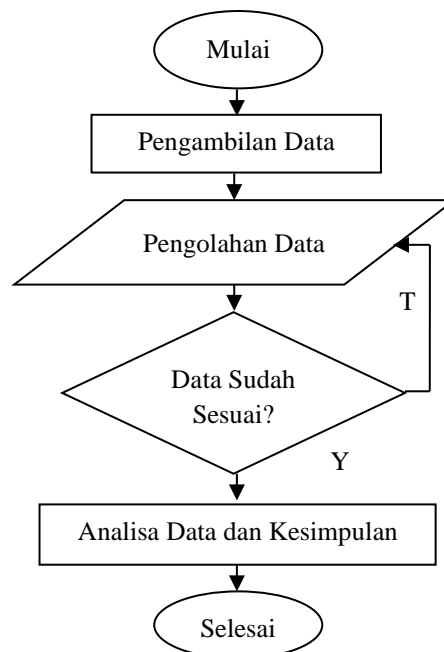 Mulai
Pengambilan Data
Pengolahan Data
T
Data Sudah
Sesuai?
Y
Analisa Data dan Kesimpulan
Selesai